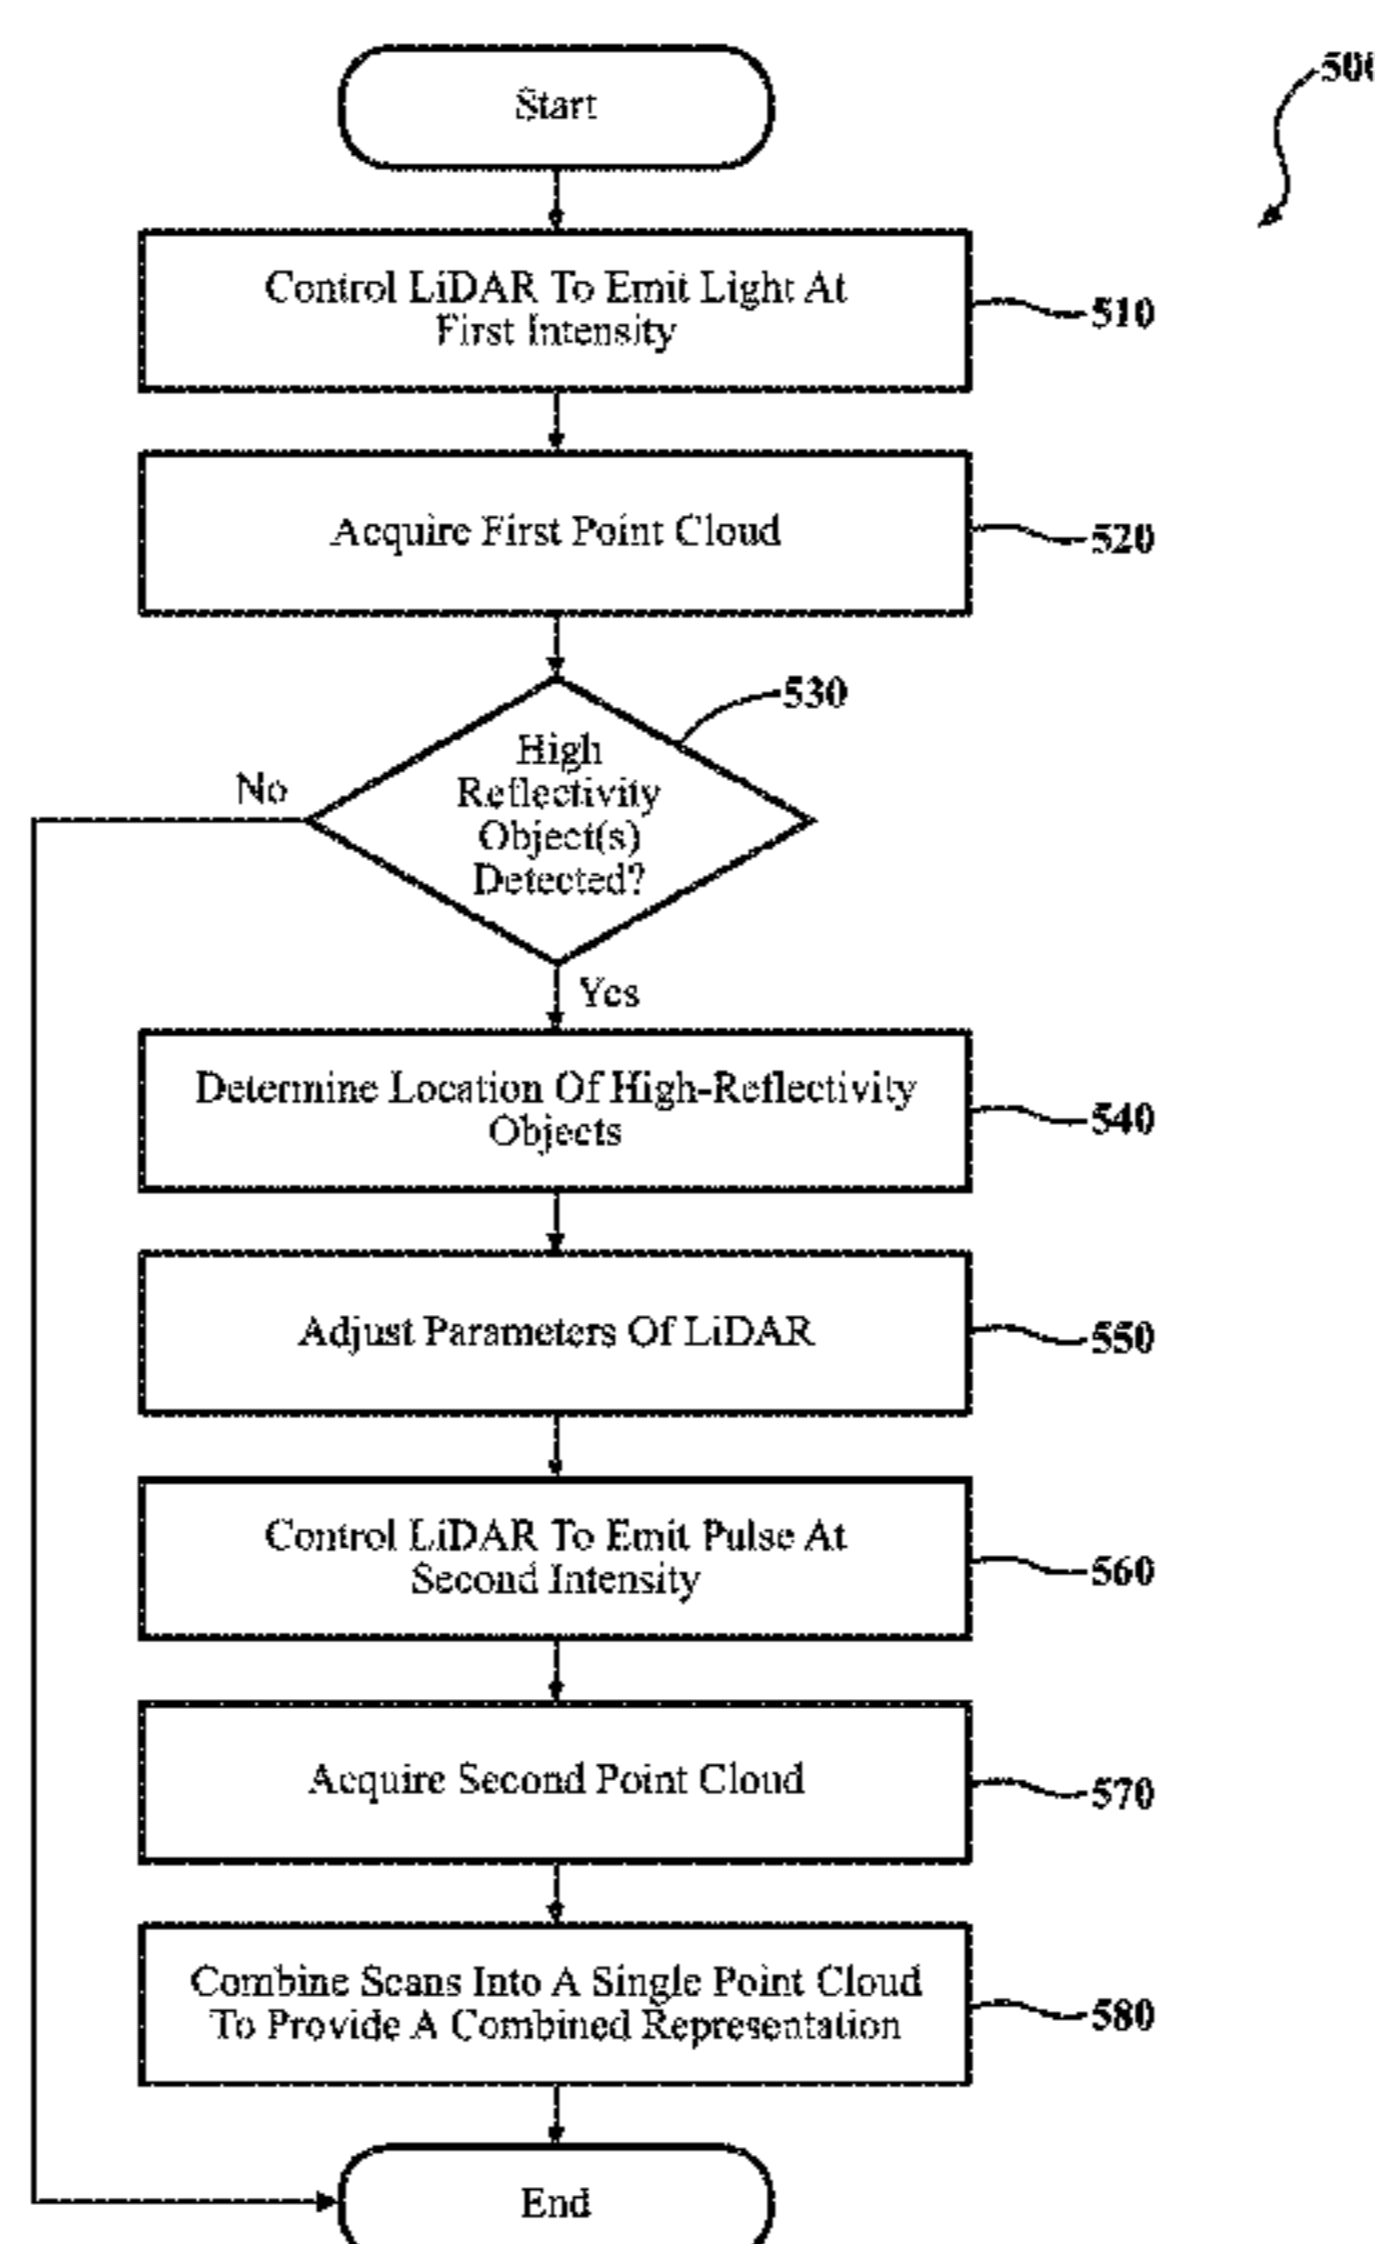 Start
500
Control LiDAR To Emit Light At
First Intensity
510
Acquire First Point Cloud
520
530
High
Reflectivity
Object(s)
Detected?
No
Yes
Determine Location Of High-Reflectivity
Objects
540
Adjust Parameters Of LiDAR
550
Control LiDAR To Emit Pulse At
Second Intensity
560
Acquire Second Point Cloud
570
Combine Scans Into A Single Point Cloud
To Provide A Combined Representation
580
End